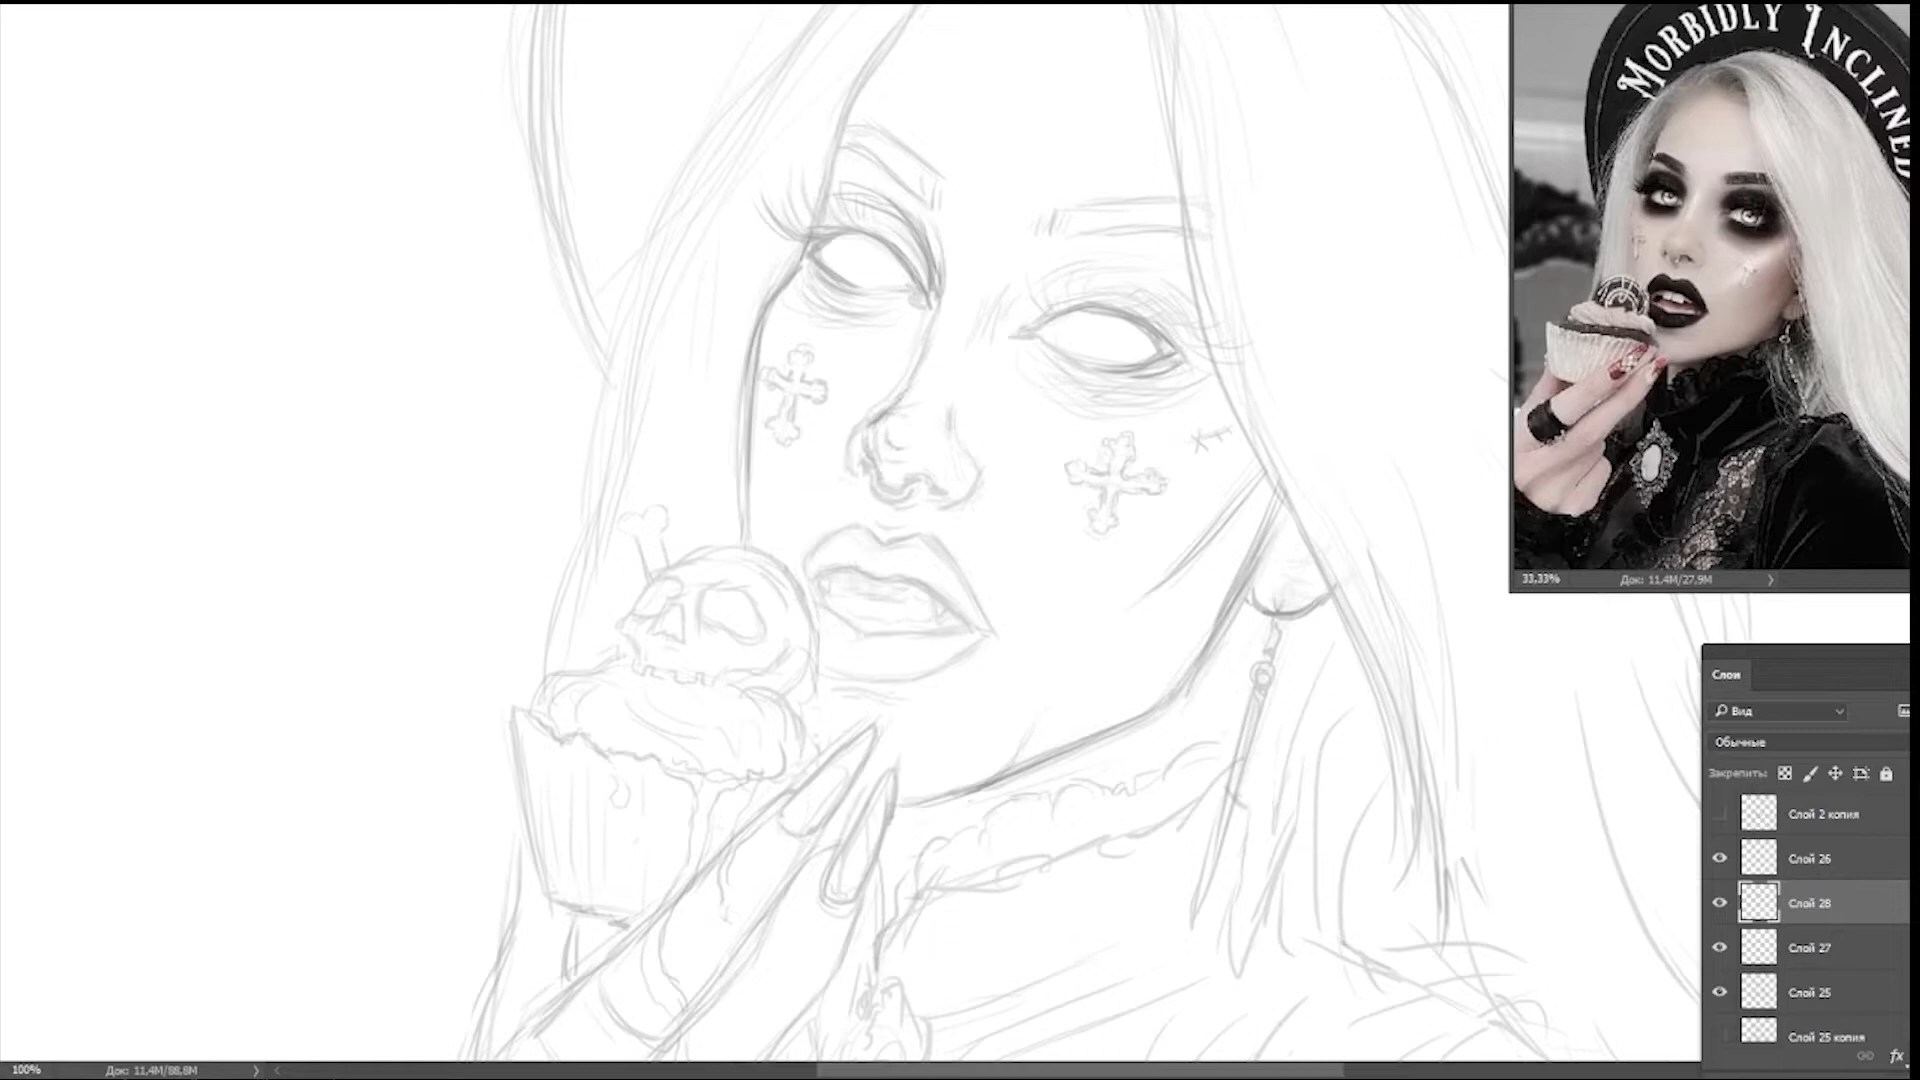 MORBIDLY INCLINED
33,33%
Док: 11,4M/27,9M
Слои
Вид
Обычные
Закрепить:
Слой 2 копия
Слой 26
Слой 28
Слой 27
Слой 25
Слой 25 копия
fx
100%
Док: 11,4M/88,8M